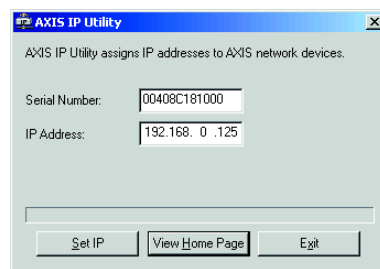 AXIS IP Utility
AXIS IP Utility assigns IP addresses to AXIS network devices.
Serial Number: 00408C181000
IP Address: 192.168. 0 .125
Set IP View Home Page Exit